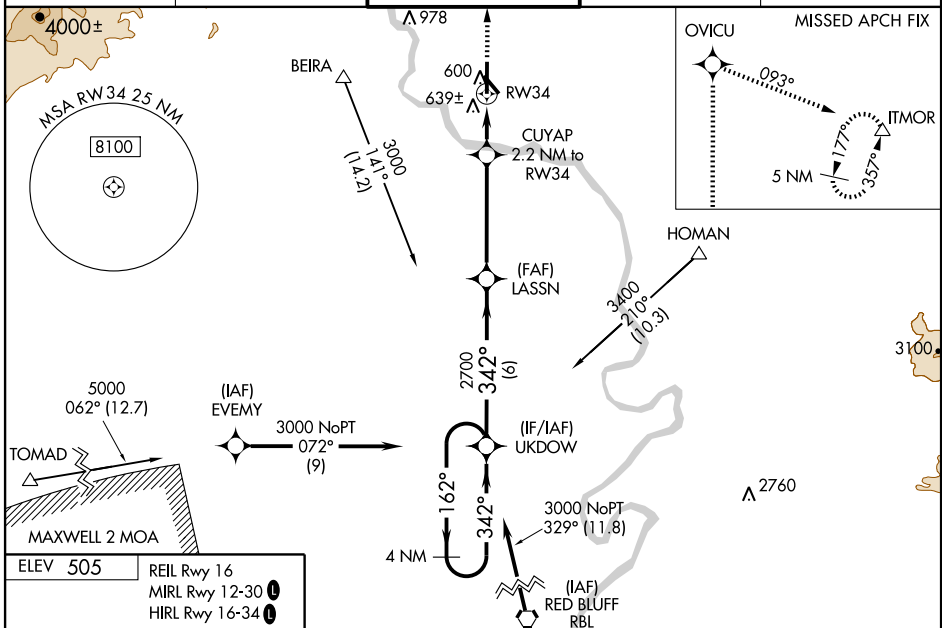 4000±
978
MISSED APCH FIX
OVICU
093°
ITMOR
177°
357°
5 NM
BEIRA
600
639±
RW34
MSA RW34 25 NM
8100
3000
141°
(14.2)
CUYAP
2.2 NM to
RW34
HOMAN
(FAF)
LASSN
3400
210°
(10.3)
3100
2700
342°
(6)
5000
062° (12.7)
(IAF)
EVEMY
3000 NoPT
072°
(9)
(IF/IAF)
UKDOW
TOMAD
162°
342°
2760
3000 NoPT
329° (11.8)
MAXWELL 2 MOA
4 NM
(IAF)
RED BLUFF
RBL
ELEV 505
REIL Rwy 16
MIRL Rwy 12-30 L
HIRL Rwy 16-34 L